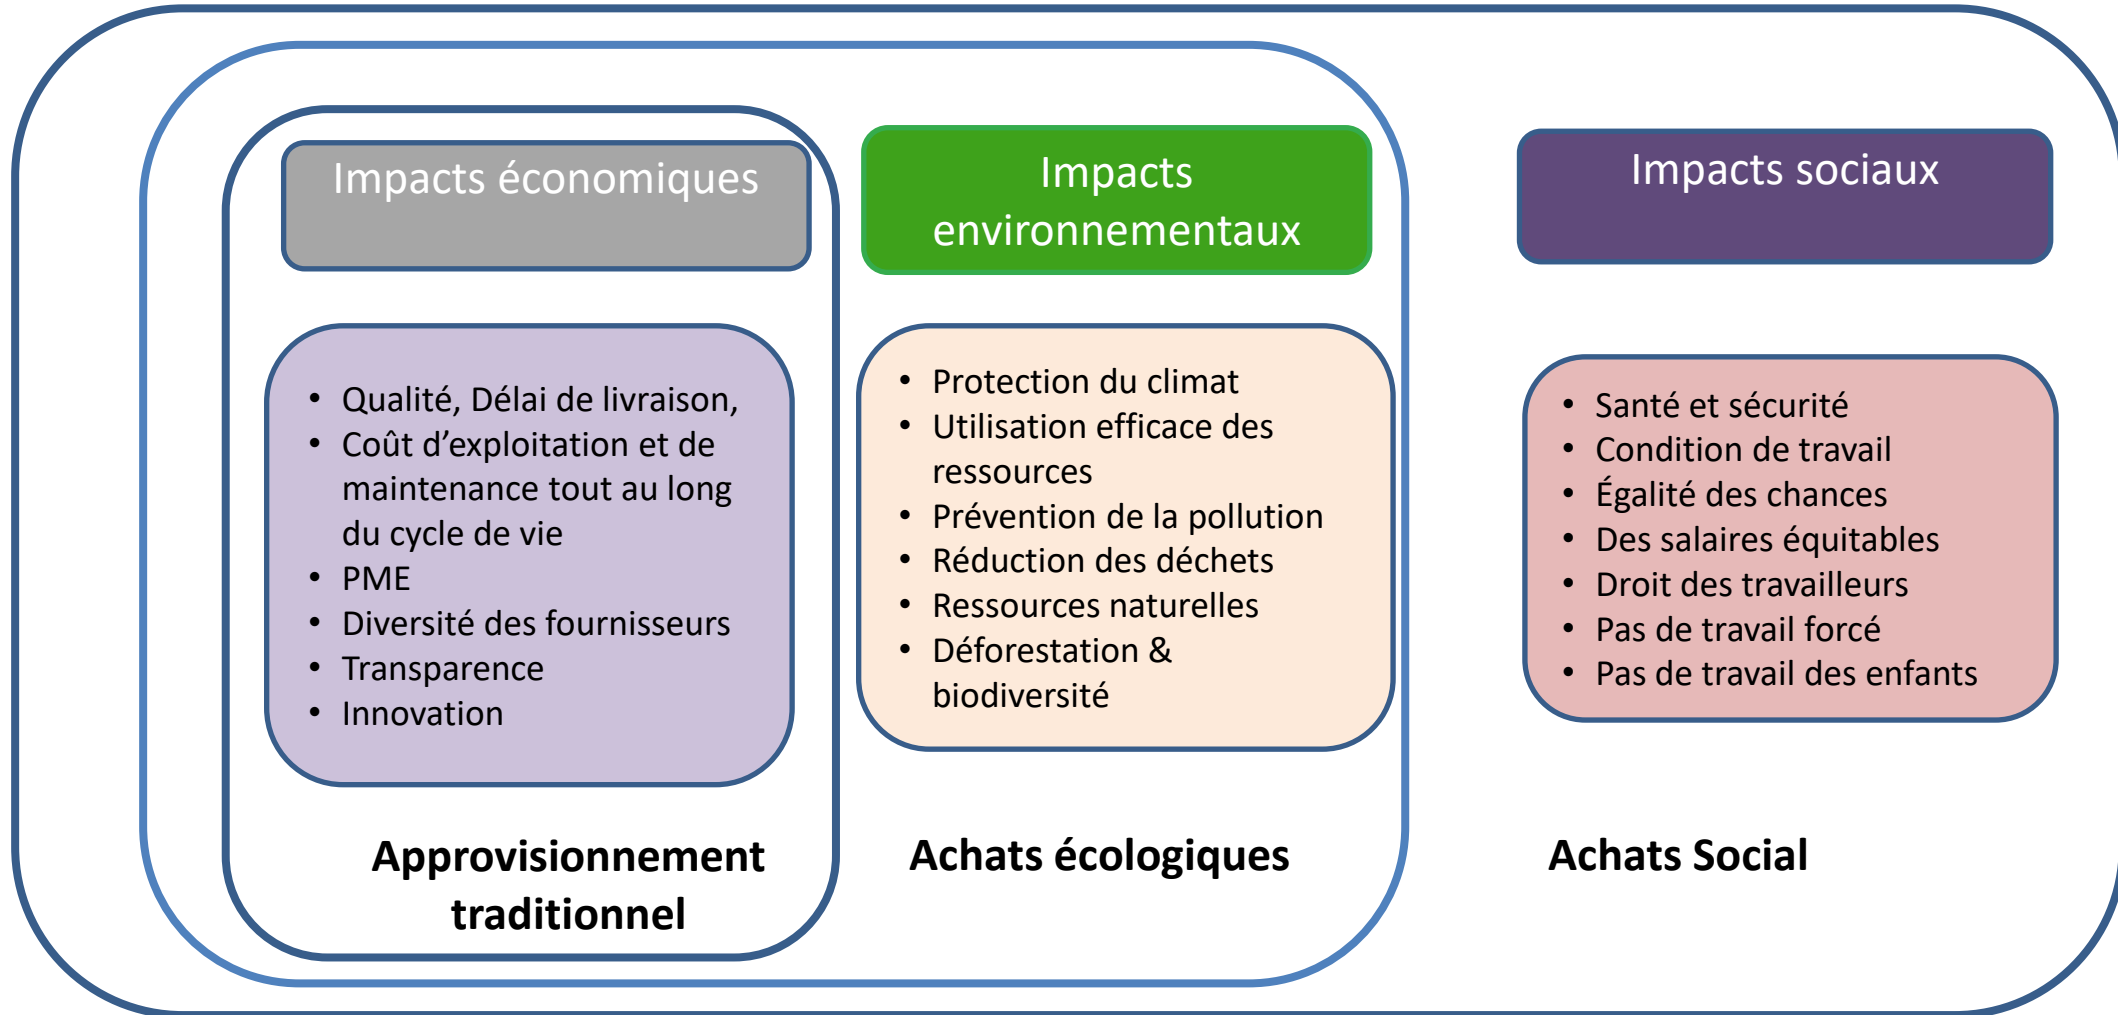 Impacts économiques
• Qualité, Délai de livraison,
• Coût d’exploitation et de
maintenance tout au long
du cycle de vie
• PME
• Diversité des fournisseurs
• Transparence
• Innovation
Approvisionnement
traditionnel
Impacts
environnementaux
• Protection du climat
• Utilisation efficace des
ressources
• Prévention de la pollution
• Réduction des déchets
• Ressources naturelles
• Déforestation &
biodiversité
Achats écologiques
Impacts sociaux
• Santé et sécurité
• Condition de travail
• Égalité des chances
• Des salaires équitables
• Droit des travailleurs
• Pas de travail forcé
• Pas de travail des enfants
Achats Social